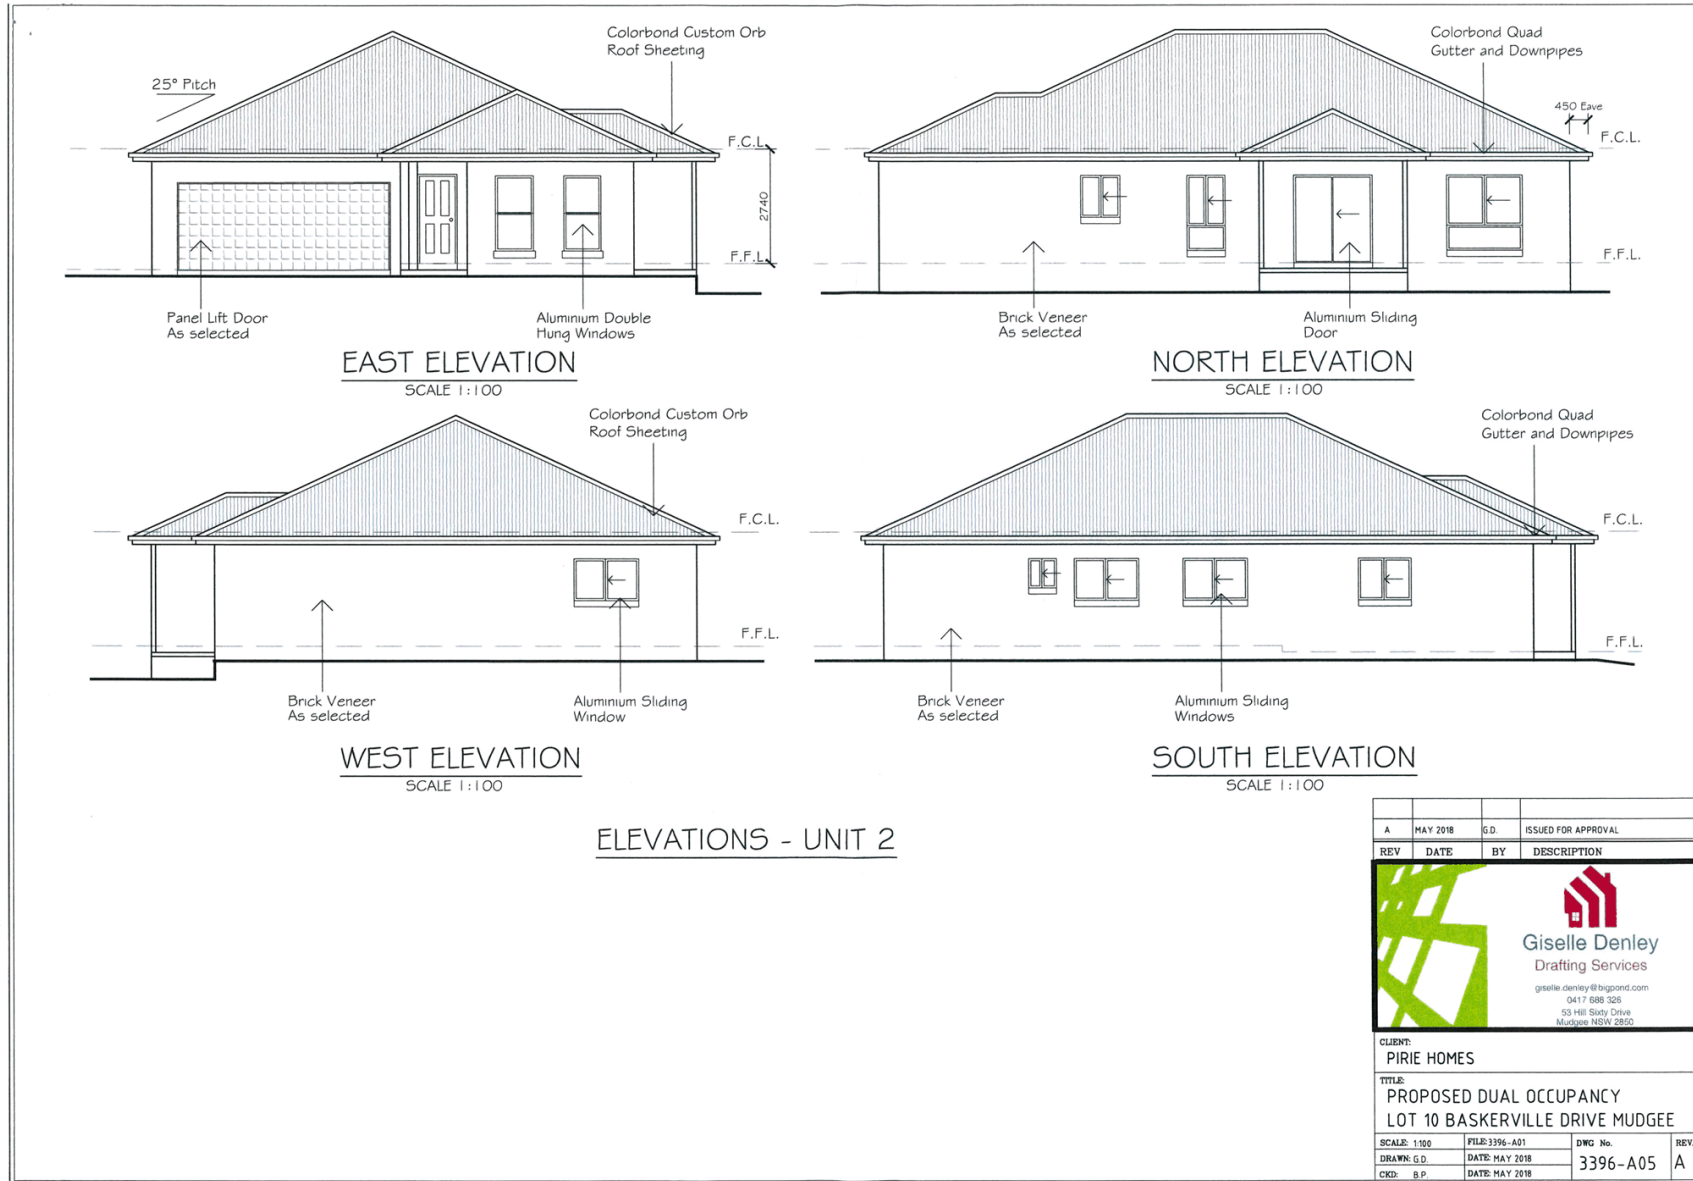 Colorbond Custom Orb
Roof Sheeting
25° Pitch
F.C.L.
2740
F.F.L.
Panel Lift Door
As selected
Aluminium Double
Hung Windows
EAST ELEVATION
SCALE 1:100
Colorbond Quad
Gutter and Downpipes
450 Eave
F.C.L.
F.F.L.
Brick Veneer
As selected
Aluminium Sliding
Door
NORTH ELEVATION
SCALE 1:100
Colorbond Custom Orb
Roof Sheeting
F.C.L.
F.F.L.
Brick Veneer
As selected
Aluminium Sliding
Window
WEST ELEVATION
SCALE 1:100
Colorbond Quad
Gutter and Downpipes
F.C.L.
F.F.L.
Brick Veneer
As selected
Aluminium Sliding
Windows
SOUTH ELEVATION
SCALE 1:100
ELEVATIONS - UNIT 2
A MAY 2018 G.D. ISSUED FOR APPROVAL
REV DATE BY DESCRIPTION
Giselle Denley
Drafting Services
giselle.denley@bigpond.com
0417 688 326
53 Hill Sixty Drive
Mudgee NSW 2850
CLIENT:
PIRIE HOMES
TITLE:
PROPOSED DUAL OCCUPANCY
LOT 10 BASKERVILLE DRIVE MUDGEE
SCALE: 1:100 FILE:3396-A01 DWG No. REV.
DRAWN: G.D. DATE: MAY 2018 3396-A05 A
CKD: B.P. DATE: MAY 2018